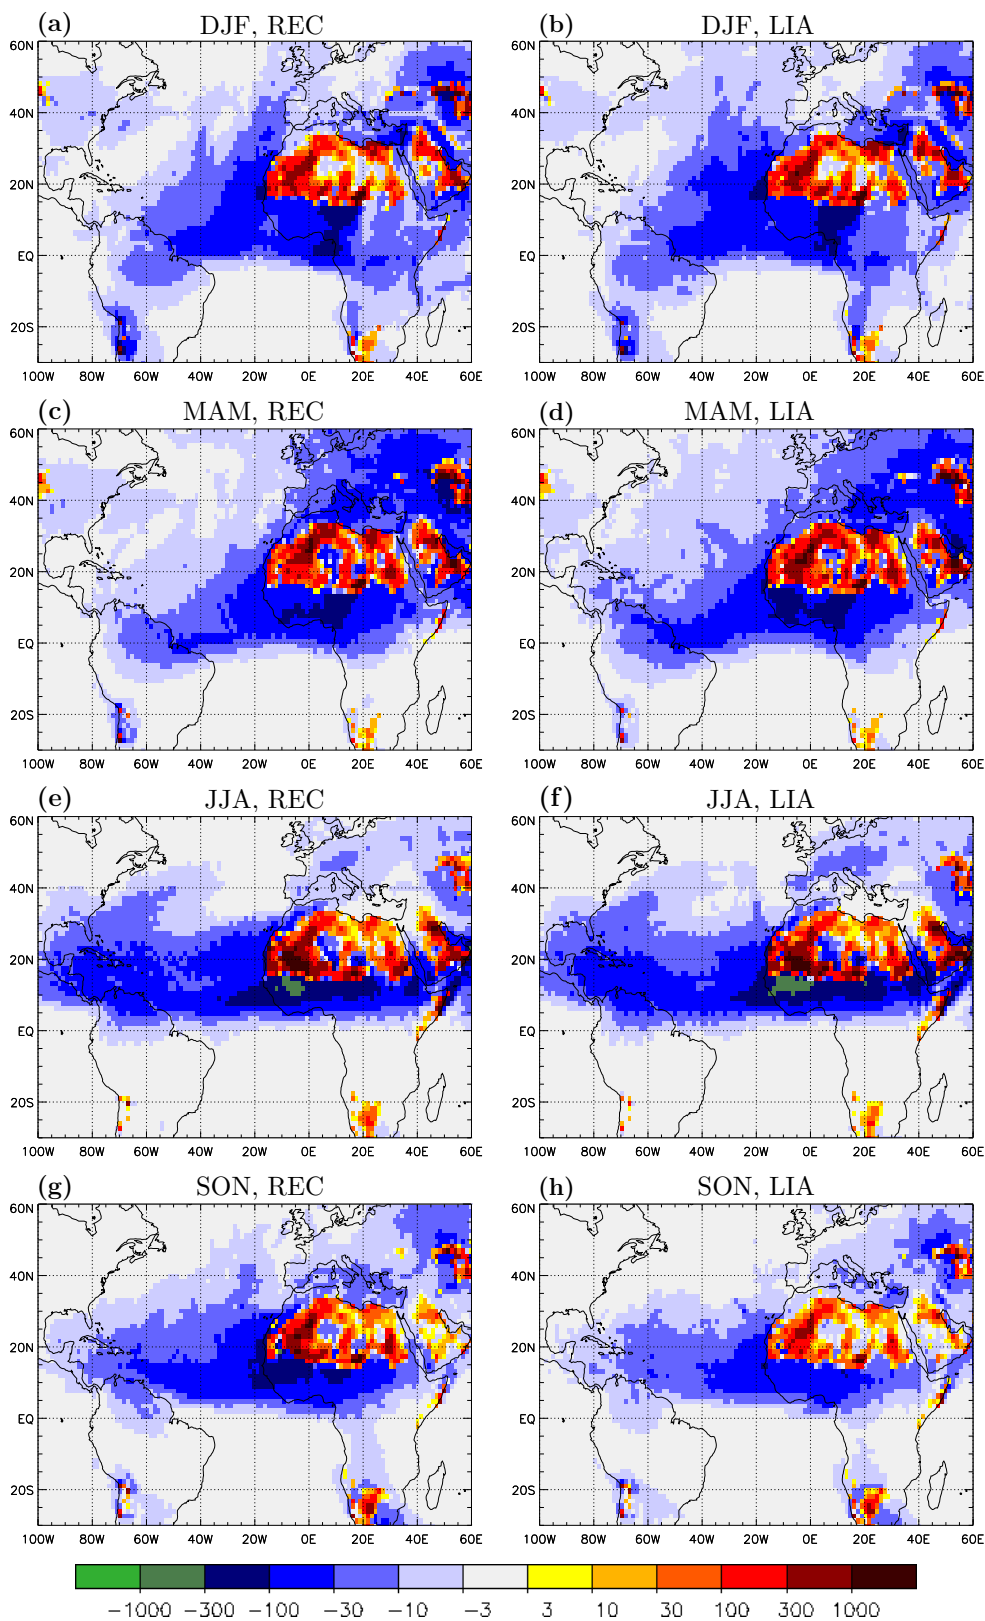 (a) DJF, REC
(b) DJF, LIA
60N
40N
20N
EQ
20S
100W 80W 60W 40W 20W 0E 20E 40E 60E
60N
40N
20N
EQ
20S
100W 80W 60W 40W 20W 0E 20E 40E 60E
(c) MAM, REC
(d) MAM, LIA
60N
40N
20N
EQ
20S
100W 80W 60W 40W 20W 0E 20E 40E 60E
60N
40N
20N
EQ
20S
100W 80W 60W 40W 20W 0E 20E 40E 60E
(e) JJA, REC
(f) JJA, LIA
60N
40N
20N
EQ
20S
100W 80W 60W 40W 20W 0E 20E 40E 60E
60N
40N
20N
EQ
20S
100W 80W 60W 40W 20W 0E 20E 40E 60E
(g) SON, REC
(h) SON, LIA
60N
40N
20N
EQ
20S
100W 80W 60W 40W 20W 0E 20E 40E 60E
60N
40N
20N
EQ
20S
100W 80W 60W 40W 20W 0E 20E 40E 60E
−1000 −300 −100 −30 −10 −3 3 10 30 100 300 1000